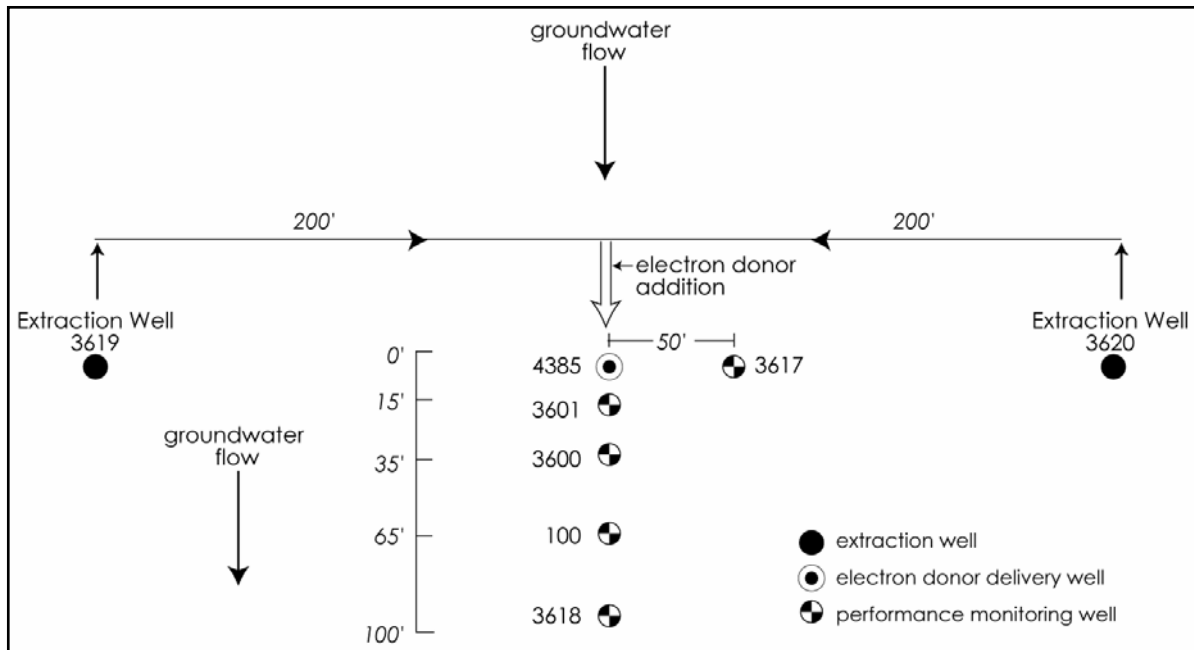 groundwater
flow
200'
200'
electron donor
addition
Extraction Well
3619
Extraction Well
3620
50'
0'
4385
3617
15'
3601
groundwater
flow
3600
35'
65'
100
extraction well
electron donor delivery well
3618
performance monitoring well
100'